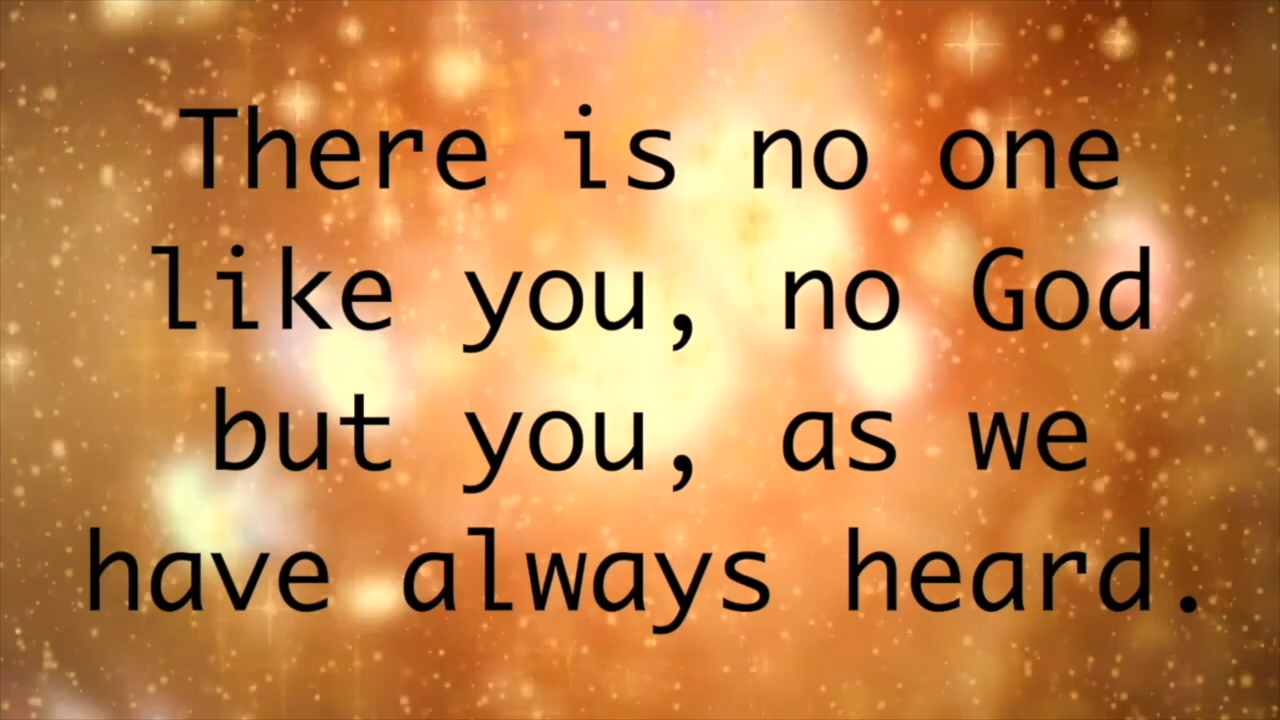 There is no one
like you, no God
but you, as we
have always heard.